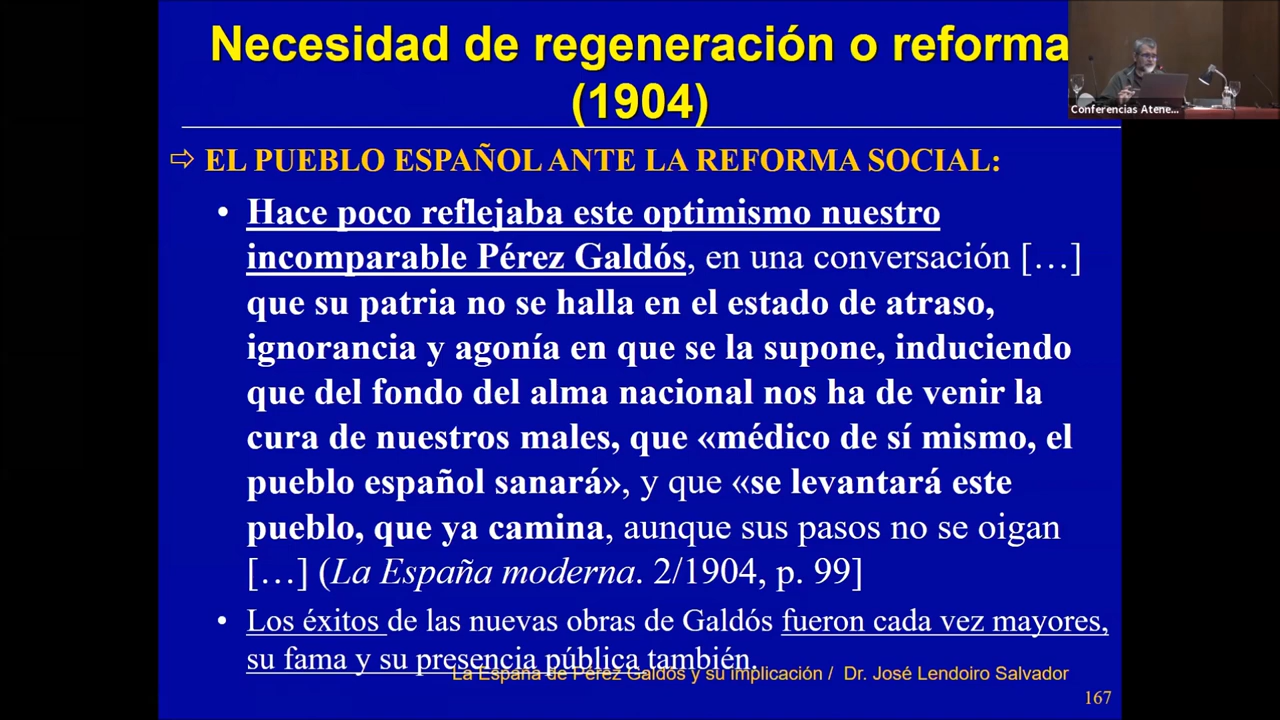 Necesidad de regeneración o reforma
(1904)
Conferencias Atene...
⇨ EL PUEBLO ESPAÑOL ANTE LA REFORMA SOCIAL:
• Hace poco reflejaba este optimismo nuestro
incomparable Pérez Galdós, en una conversación […]
que su patria no se halla en el estado de atraso,
ignorancia y agonía en que se la supone, induciendo
que del fondo del alma nacional nos ha de venir la
cura de nuestros males, que «médico de sí mismo, el
pueblo español sanará», y que «se levantará este
pueblo, que ya camina, aunque sus pasos no se oigan
[…] (La España moderna. 2/1904, p. 99]
• Los éxitos de las nuevas obras de Galdós fueron cada vez mayores,
su fama y su presencia pública también.
La España de Pérez Galdós y su implicación / Dr. José Lendoiro Salvador
167